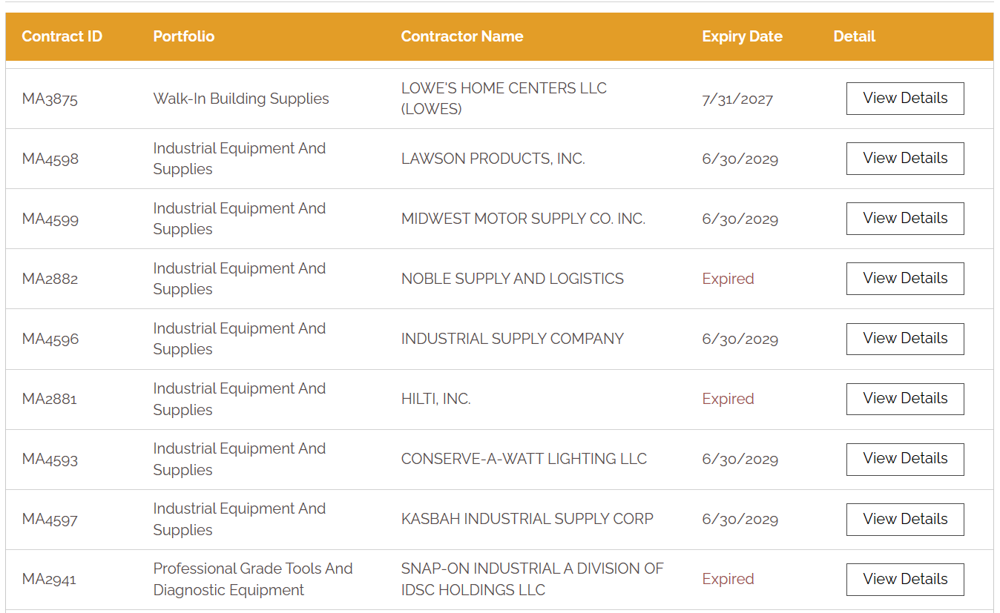 Contract ID Portfolio Contractor Name Expiry Date Detail
MA3875 Walk-In Building Supplies LOWE'S HOME CENTERS LLC 7/31/2027 View Details
(LOWES)
MA4598 Industrial Equipment And LAWSON PRODUCTS, INC. 6/30/2029 View Details
Supplies
MA4599 Industrial Equipment And MIDWEST MOTOR SUPPLY CO. INC. 6/30/2029 View Details
Supplies
MA2882 Industrial Equipment And NOBLE SUPPLY AND LOGISTICS Expired View Details
Supplies
MA4596 Industrial Equipment And INDUSTRIAL SUPPLY COMPANY 6/30/2029 View Details
Supplies
MA2881 Industrial Equipment And HILTI, INC. Expired View Details
Supplies
MA4593 Industrial Equipment And CONSERVE-A-WATT LIGHTING LLC 6/30/2029 View Details
Supplies
MA4597 Industrial Equipment And KASBAH INDUSTRIAL SUPPLY CORP 6/30/2029 View Details
Supplies
MA2941 Professional Grade Tools And SNAP-ON INDUSTRIAL A DIVISION OF Expired View Details
Diagnostic Equipment IDSC HOLDINGS LLC